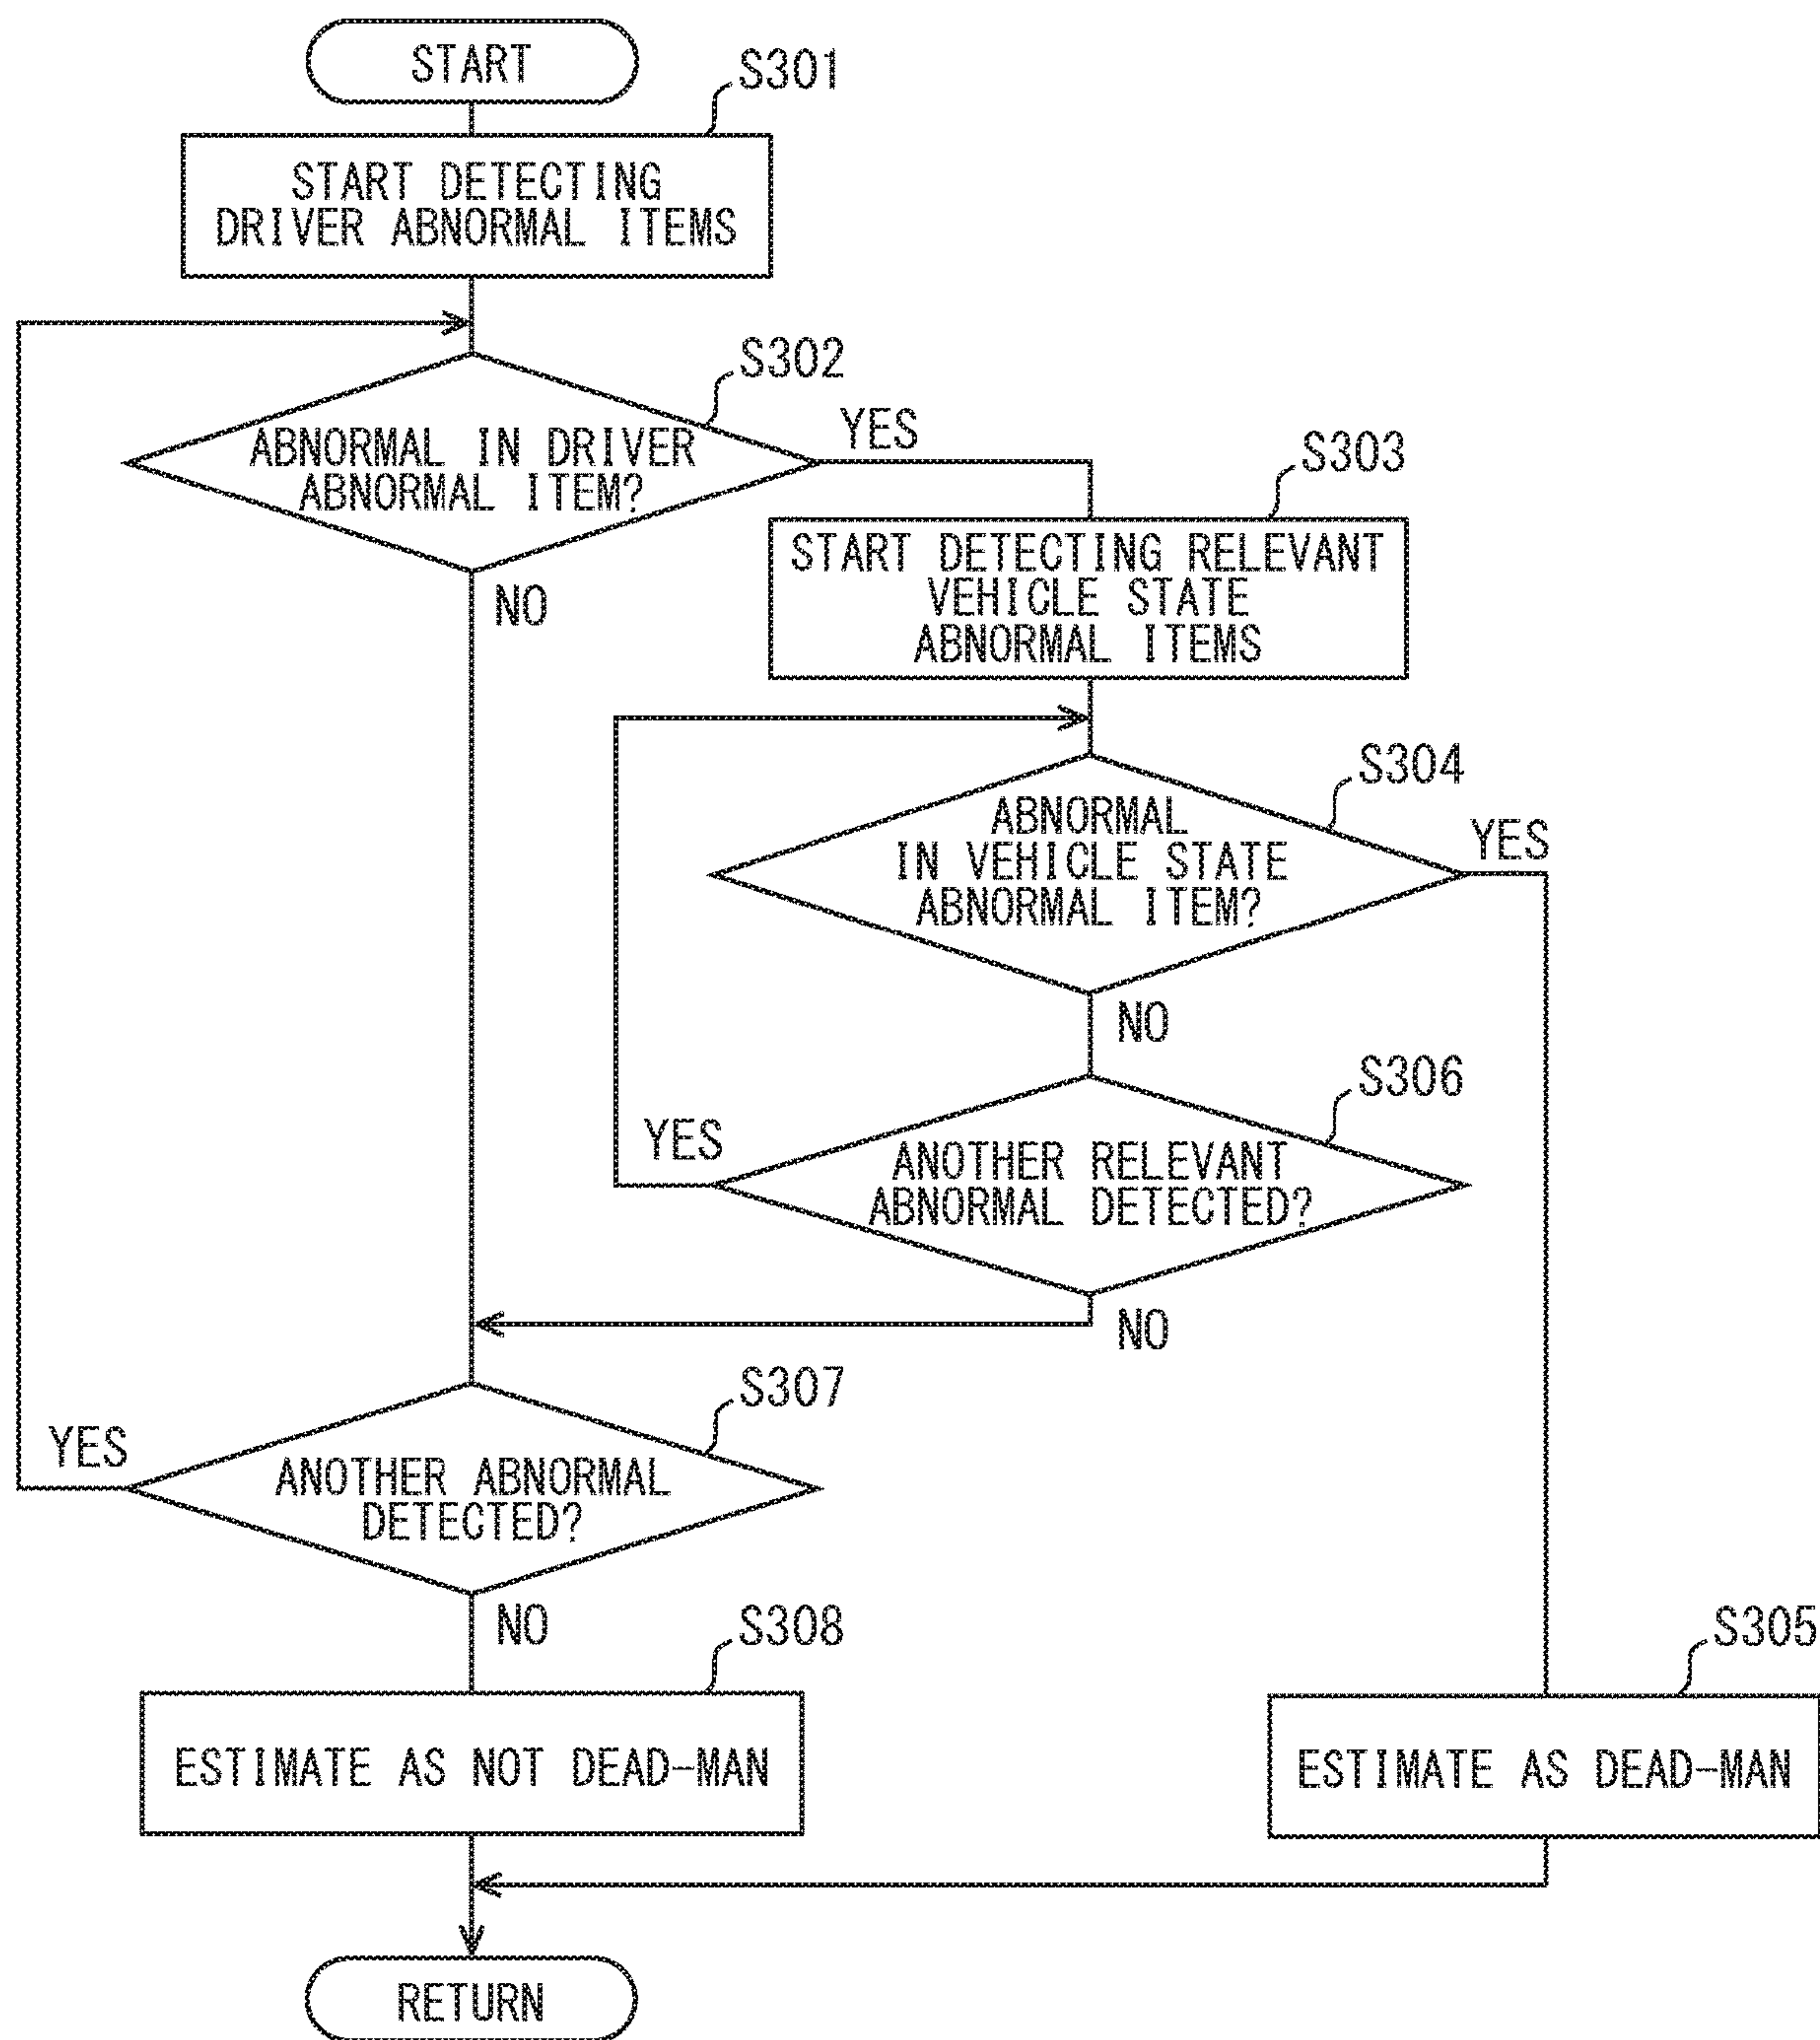 START
S301
START DETECTING
DRIVER ABNORMAL ITEMS
S302
ABNORMAL IN DRIVER
ABNORMAL ITEM?
YES
NO
S303
START DETECTING RELEVANT
VEHICLE STATE
ABNORMAL ITEMS
S304
ABNORMAL
IN VEHICLE STATE
ABNORMAL ITEM?
YES
NO
S306
ANOTHER RELEVANT
ABNORMAL DETECTED?
YES
NO
S307
ANOTHER ABNORMAL
DETECTED?
YES
NO
S308
ESTIMATE AS NOT DEAD-MAN
S305
ESTIMATE AS DEAD-MAN
RETURN